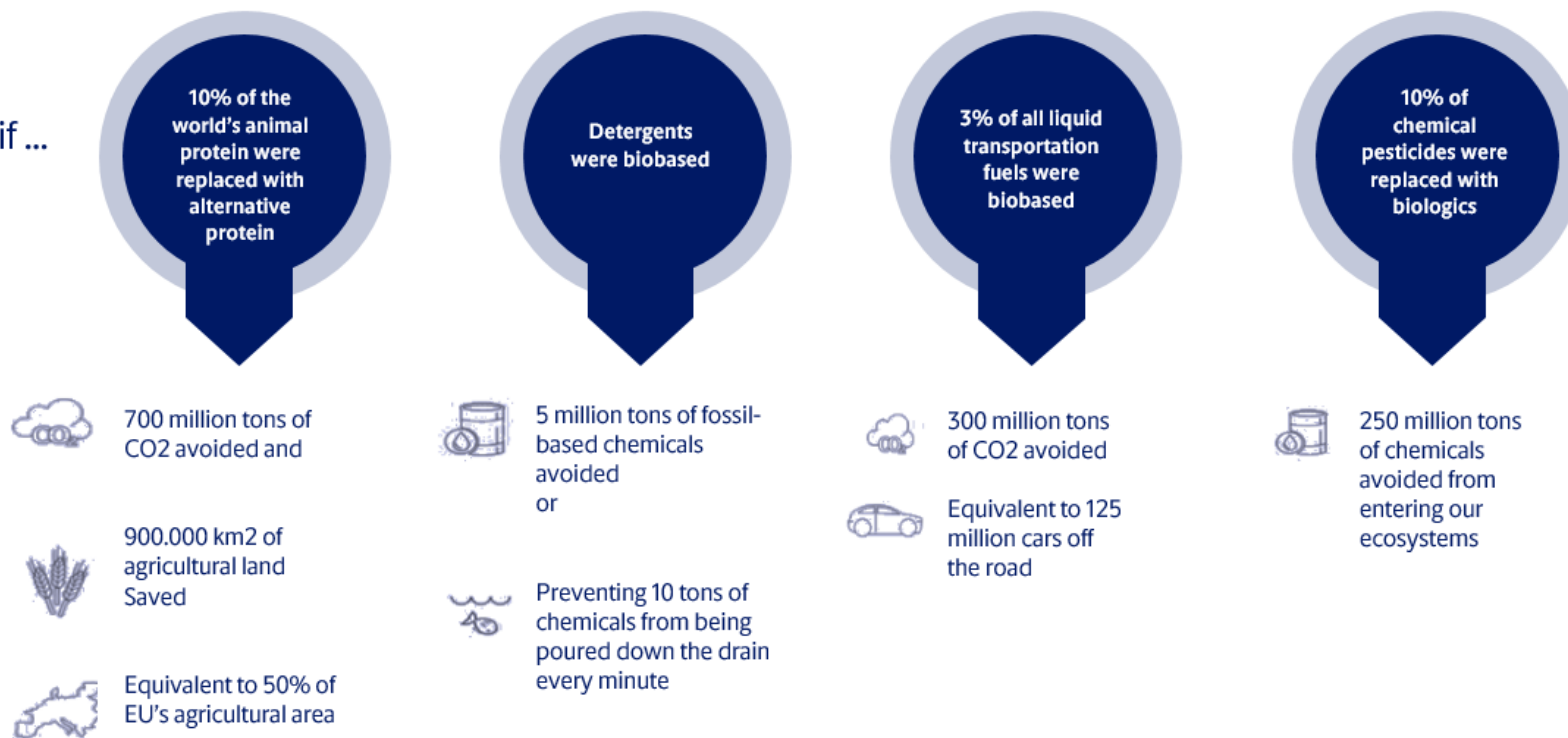 if ...
10% of the
world's animal
protein were
replaced with
alternative
protein
700 million tons of
CO2 avoided and
900.000 km2 of
agricultural land
Saved
Equivalent to 50% of
EU's agricultural area
Detergents
were biobased
5 million tons of fossil-
based chemicals
avoided
or
Preventing 10 tons of
chemicals from being
poured down the drain
every minute
3% of all liquid
transportation
fuels were
biobased
300 million tons
of CO2 avoided
Equivalent to 125
million cars off
the road
10% of
chemical
pesticides were
replaced with
biologics
250 million tons
of chemicals
avoided from
entering our
ecosystems